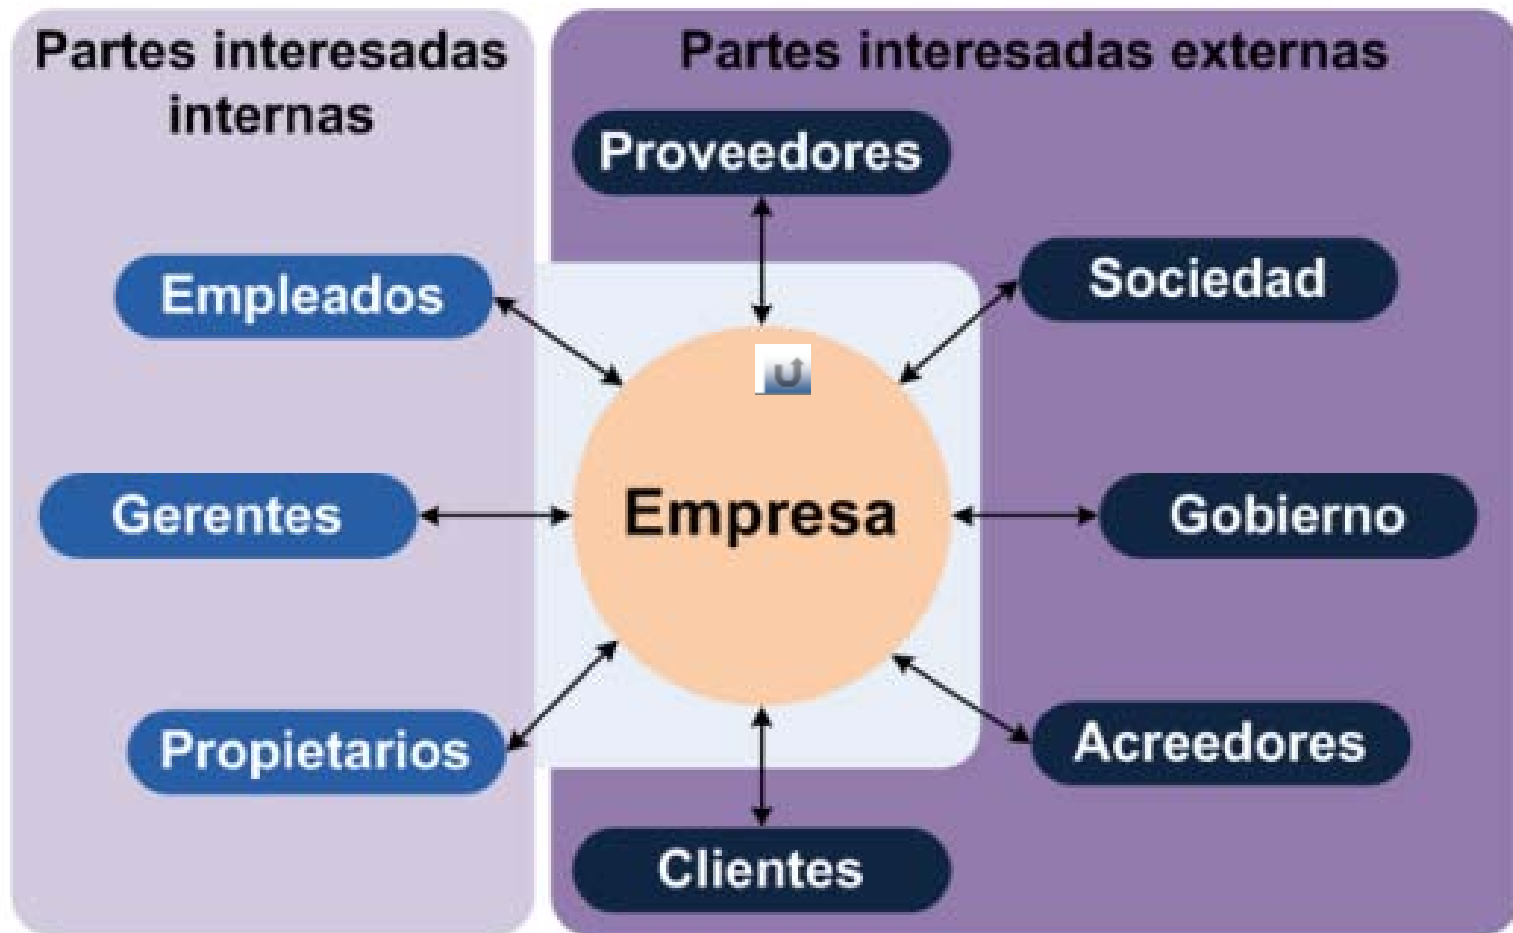 Partes interesadas
internas
Empleados
Gerentes
Propietarios
Partes interesadas externas
Proveedores
Sociedad
Gobierno
Acreedores
Clientes
Empresa